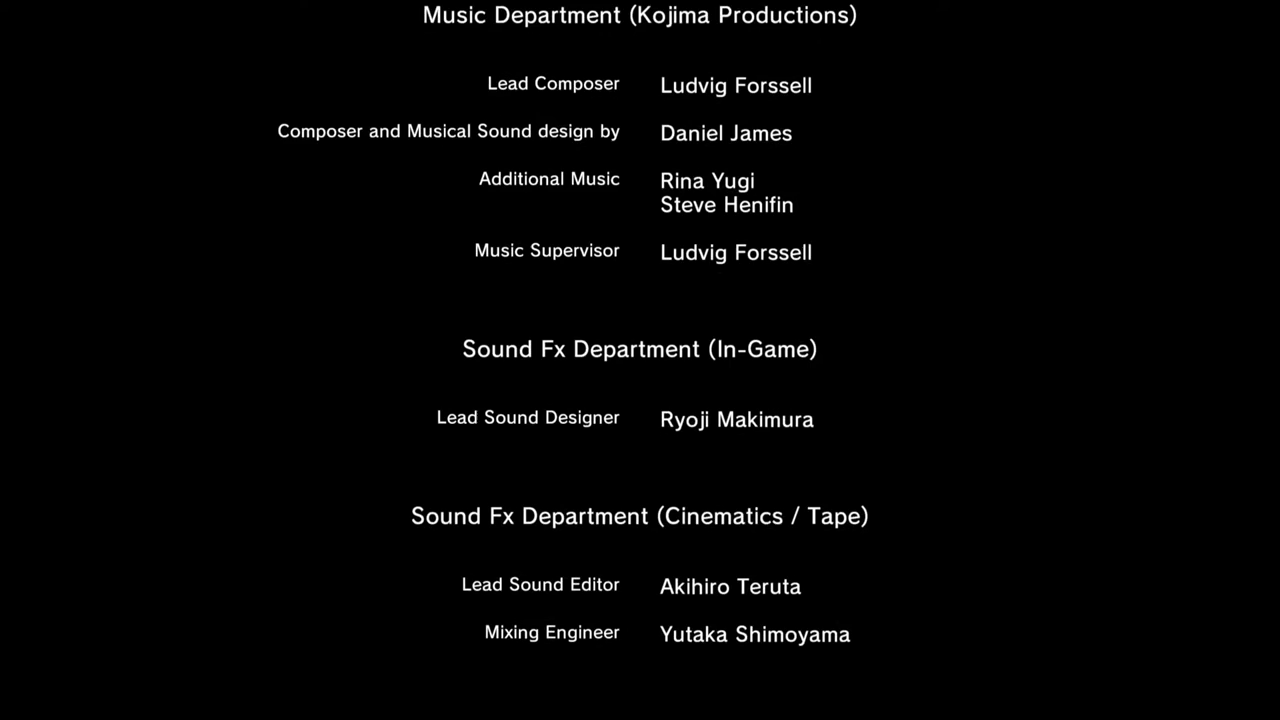 Music Department (Kojima Productions)
Lead Composer Ludvig Forssell
Composer and Musical Sound design by Daniel James
Additional Music Rina Yugi
Steve Henifin
Music Supervisor Ludvig Forssell
Sound Fx Department (In-Game)
Lead Sound Designer Ryoji Makimura
Sound Fx Department (Cinematics / Tape)
Lead Sound Editor Akihiro Teruta
Mixing Engineer Yutaka Shimoyama